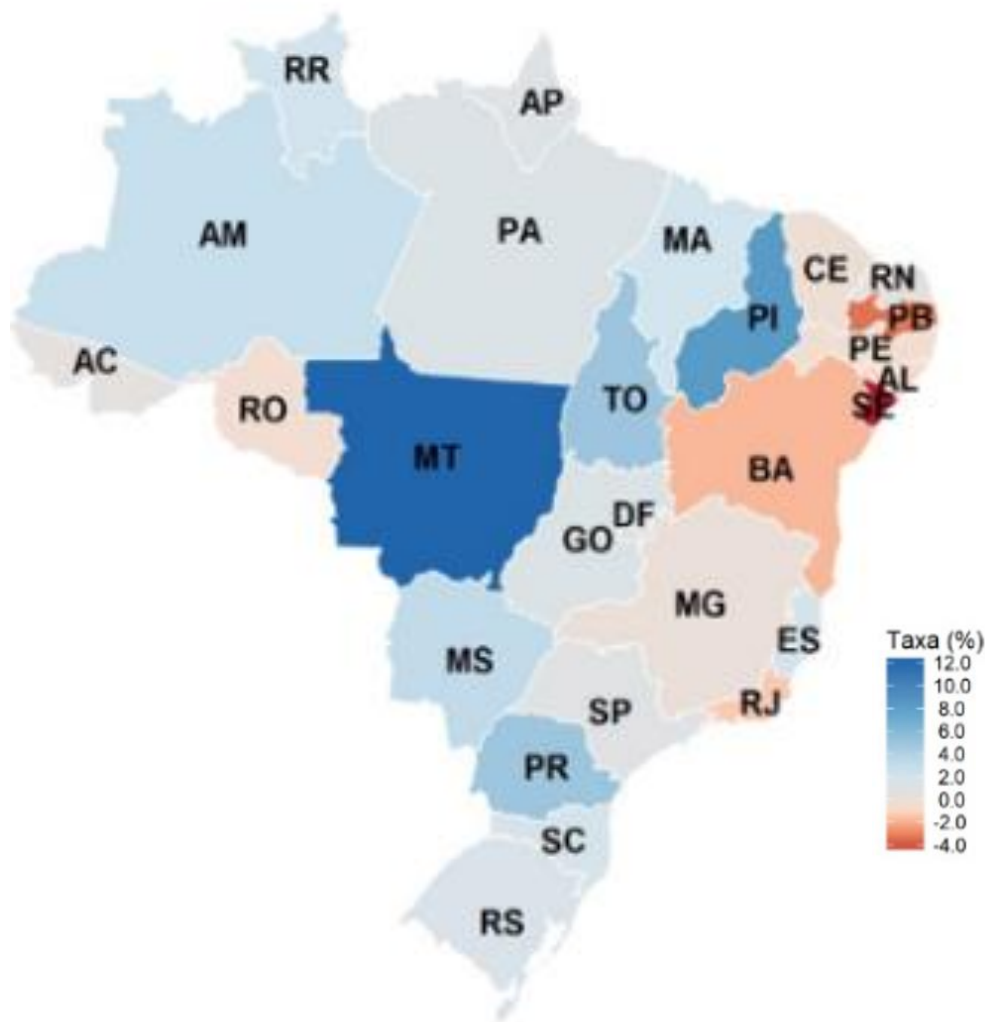 RR
AP
AM
PA
MA
CE
RN
PI
PB
PE
AC
AL
TO
SE
RO
MT
BA
DF
GO
MG
ES
MS
RJ
SP
PR
SC
RS
Taxa (%)
12.0
10.0
8.0
6.0
4.0
2.0
0.0
-2.0
-4.0